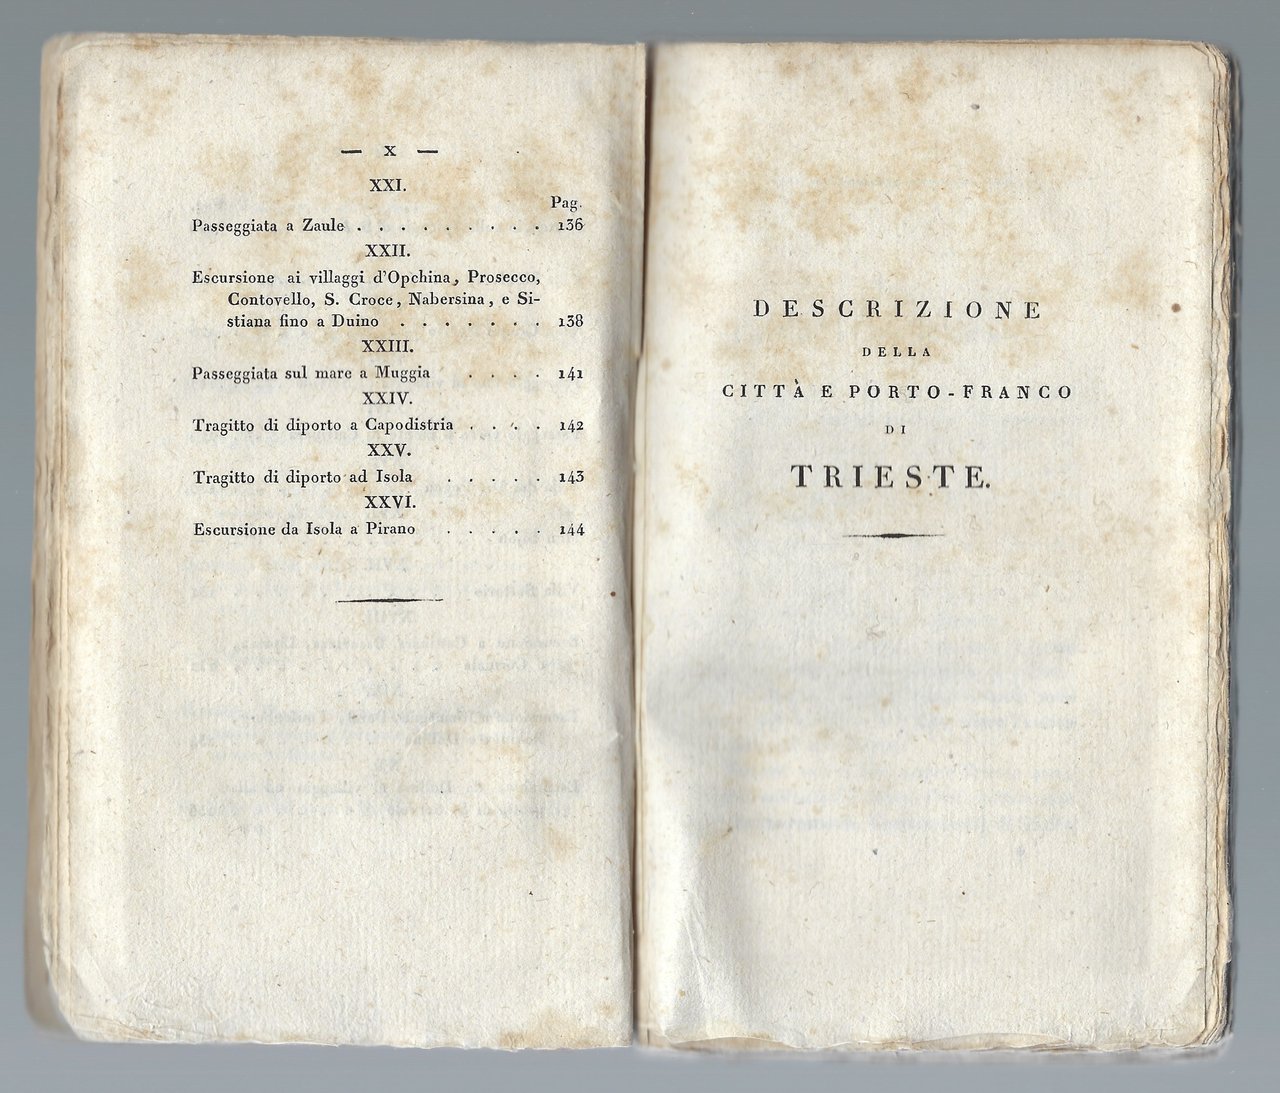 — X —
XXI.
Pag.
Passeggiata a Zaule . . . . . . . . . 136
XXII.
Escursione ai villaggi d'Opchina, Prosecco,
Contovello, S. Croce, Nabersina, e Si-
stiana fino a Duino . . . . . . . 138
XXIII.
Passeggiata sul mare a Muggia . . . . 141
XXIV.
Tragitto di diporto a Capodistria . . . . 142
XXV.
Tragitto di diporto ad Isola . . . . . 143
XXVI.
Escursione da Isola a Pirano . . . . . 144
DESCRIZIONE
DELLA
CITTÀ E PORTO-FRANCO
DI
TRIESTE.